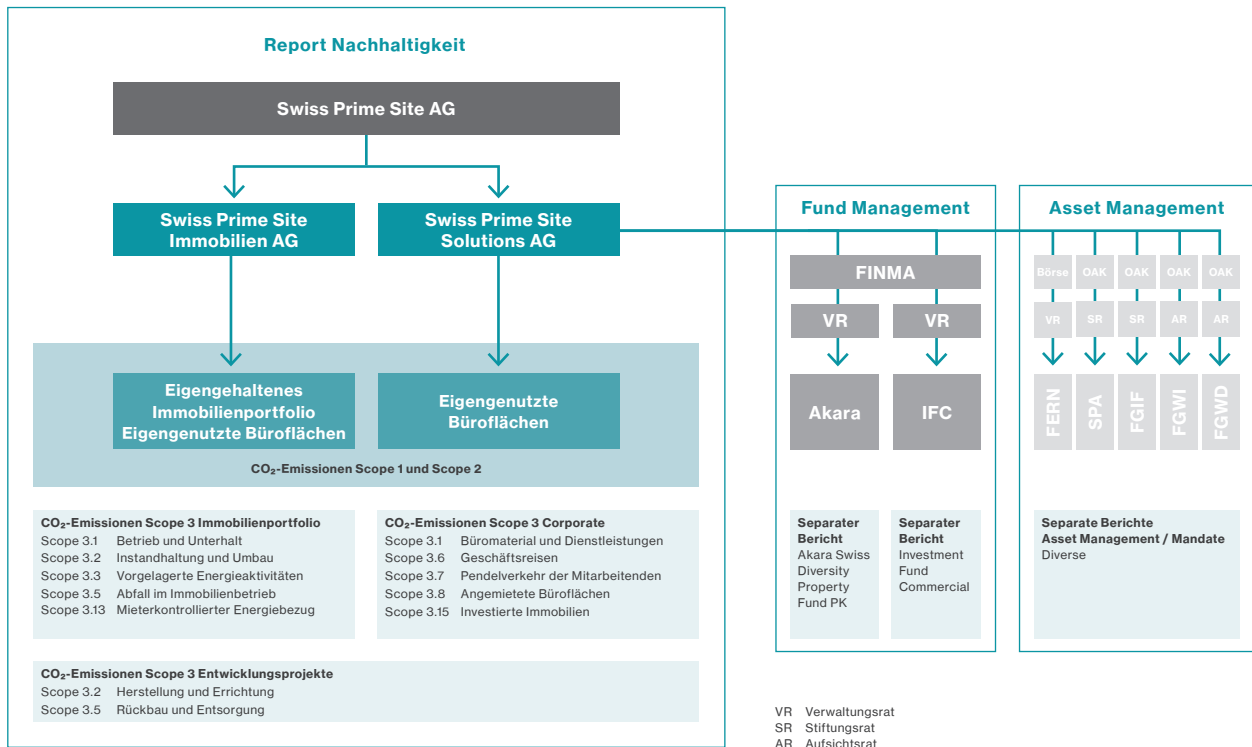 Report Nachhaltigkeit
Swiss Prime Site AG
Swiss Prime Site
Immobilien AG
Swiss Prime Site
Solutions AG
Eigengehaltenes
Immobilienportfolio
Eigengenutzte Büroflächen
Eigengenutzte
Büroflächen
CO₂-Emissionen Scope 1 und Scope 2
CO₂-Emissionen Scope 3 Immobilienportfolio
Scope 3.1 Betrieb und Unterhalt
Scope 3.2 Instandhaltung und Umbau
Scope 3.3 Vorgelagerte Energieaktivitäten
Scope 3.5 Abfall im Immobilienbetrieb
Scope 3.13 Mieterkontrollierter Energiebezug
CO₂-Emissionen Scope 3 Corporate
Scope 3.1 Büromaterial und Dienstleistungen
Scope 3.6 Geschäftsreisen
Scope 3.7 Pendelverkehr der Mitarbeitenden
Scope 3.8 Angemietete Büroflächen
Scope 3.15 Investierte Immobilien
CO₂-Emissionen Scope 3 Entwicklungsprojekte
Scope 3.2 Herstellung und Errichtung
Scope 3.5 Rückbau und Entsorgung
Fund Management
FINMA
VR VR
Akara IFC
Separater
Bericht
Akara Swiss
Diversity
Property
Fund PK
Separater
Bericht
Investment
Fund
Commercial
Asset Management
Börse OAK OAK OAK OAK
VR SR SR AR AR
FERN SPA FGIF FGWI FGWD
Separate Berichte
Asset Management / Mandate
Diverse
VR Verwaltungsrat
SR Stiftungsrat
AR Aufsichtsrat